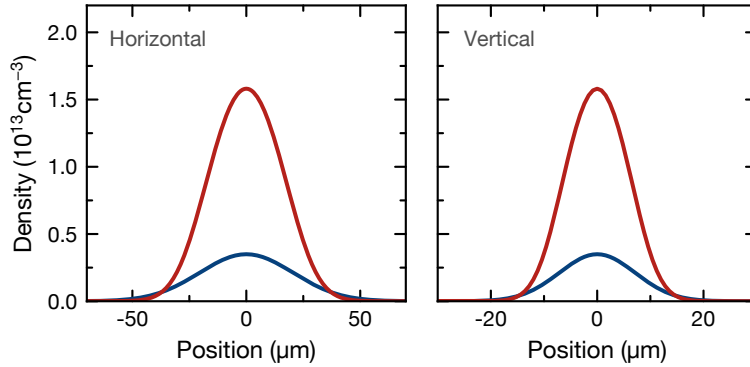 Horizontal
Vertical
Density (10¹³cm⁻³)
2.0
1.5
1.0
0.5
0.0
-50 0 50
-20 0 20
Position (µm)
Position (µm)